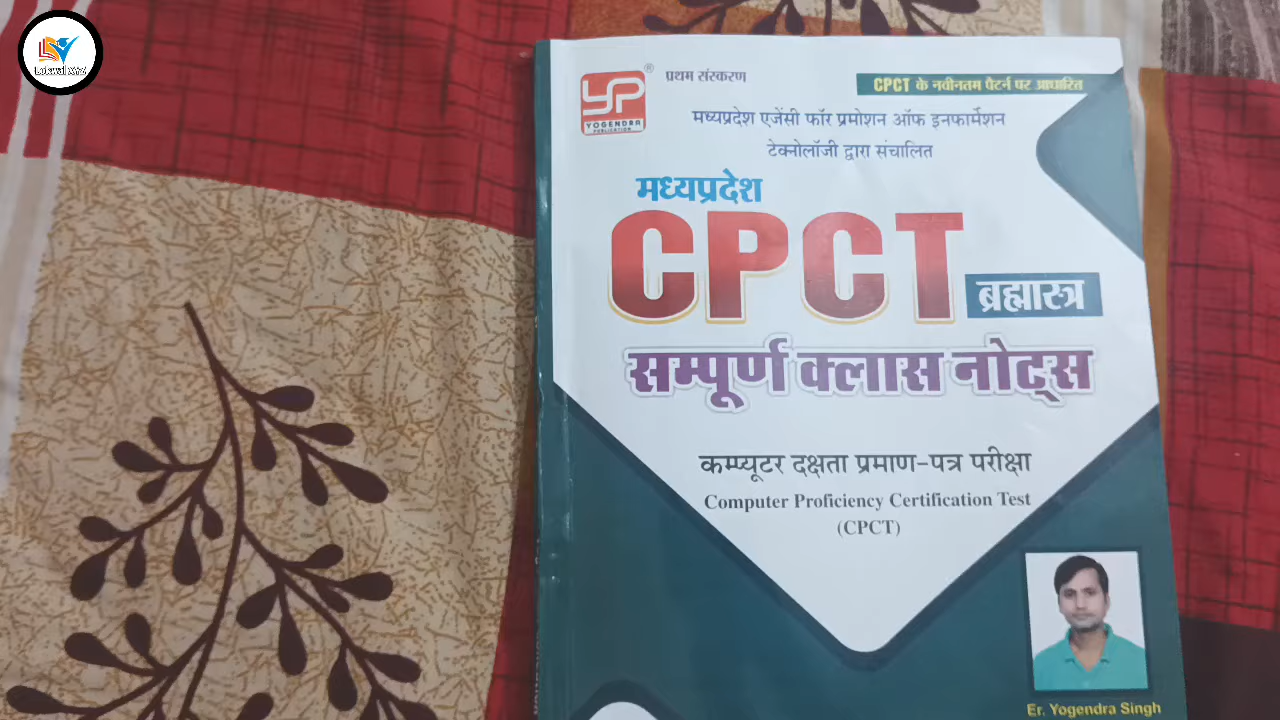 Lokwal Xyz
YP
YOGENDRA
PUBLICATION
®
प्रथम संस्करण
CPCT के नवीनतम पैटर्न पर आधारित
मध्यप्रदेश एजेंसी फॉर प्रमोशन ऑफ इनफार्मेशन
टेक्नोलॉजी द्वारा संचालित
मध्यप्रदेश
CPCT
ब्रह्मास्त्र
सम्पूर्ण क्लास नोट्स
कम्प्यूटर दक्षता प्रमाण-पत्र परीक्षा
Computer Proficiency Certification Test
(CPCT)
Er. Yogendra Singh